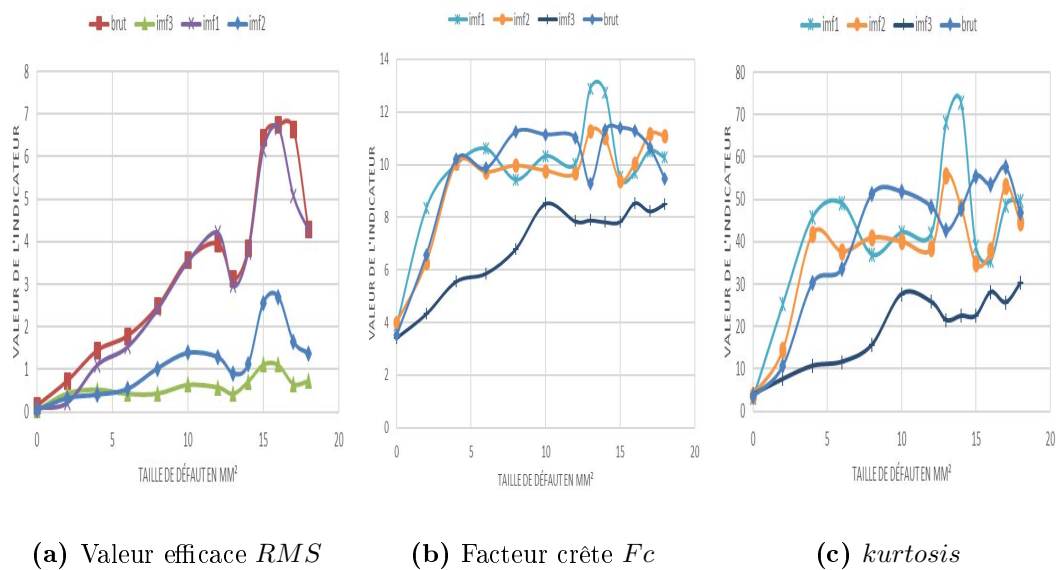 brut imf3 imf1 imf2
VALEUR DE L'INDICATEUR
8
7
6
5
4
3
2
1
0
0 5 10 15 20
TAILLE DE DÉFAUT EN MM²
(a) Valeur efficace RMS
imf1 imf2 imf3 brut
VALEUR DE L'INDICATEUR
14
12
10
8
6
4
2
0
0 5 10 15 20
TAILLE DE DÉFAUT EN MM²
(b) Facteur crête Fc
imf1 imf2 imf3 brut
VALEUR DE L'INDICATEUR
80
70
60
50
40
30
20
10
0
0 5 10 15 20
TAILLE DE DÉFAUT EN MM²
(c) kurtosis